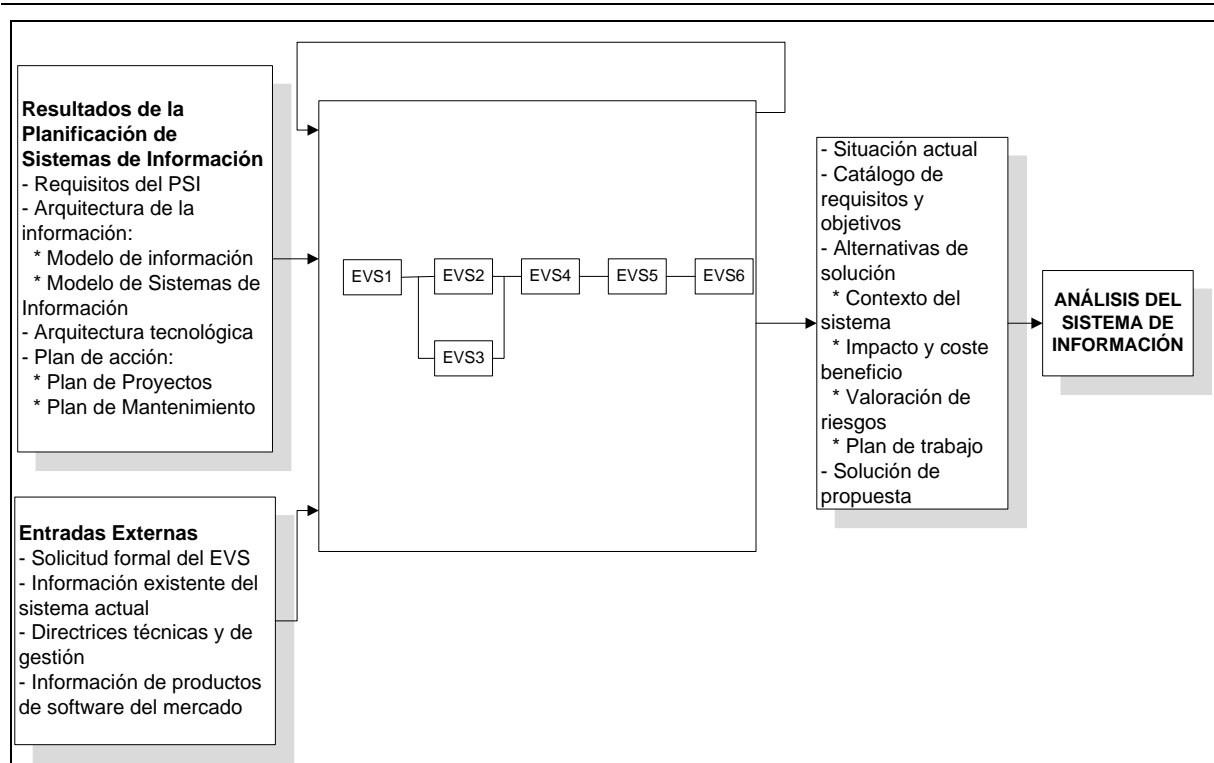 Resultados de la
Planificación de
Sistemas de Información
- Requisitos del PSI
- Arquitectura de la
información:
* Modelo de información
* Modelo de Sistemas de
Información
- Arquitectura tecnológica
- Plan de acción:
* Plan de Proyectos
* Plan de Mantenimiento
Entradas Externas
- Solicitud formal del EVS
- Información existente del
sistema actual
- Directrices técnicas y de
gestión
- Información de productos
de software del mercado
EVS1
EVS2
EVS3
EVS4
EVS5
EVS6
- Situación actual
- Catálogo de
requisitos y
objetivos
- Alternativas de
solución
* Contexto del
sistema
* Impacto y coste
beneficio
* Valoración de
riesgos
* Plan de trabajo
- Solución de
propuesta
ANÁLISIS DEL
SISTEMA DE
INFORMACIÓN